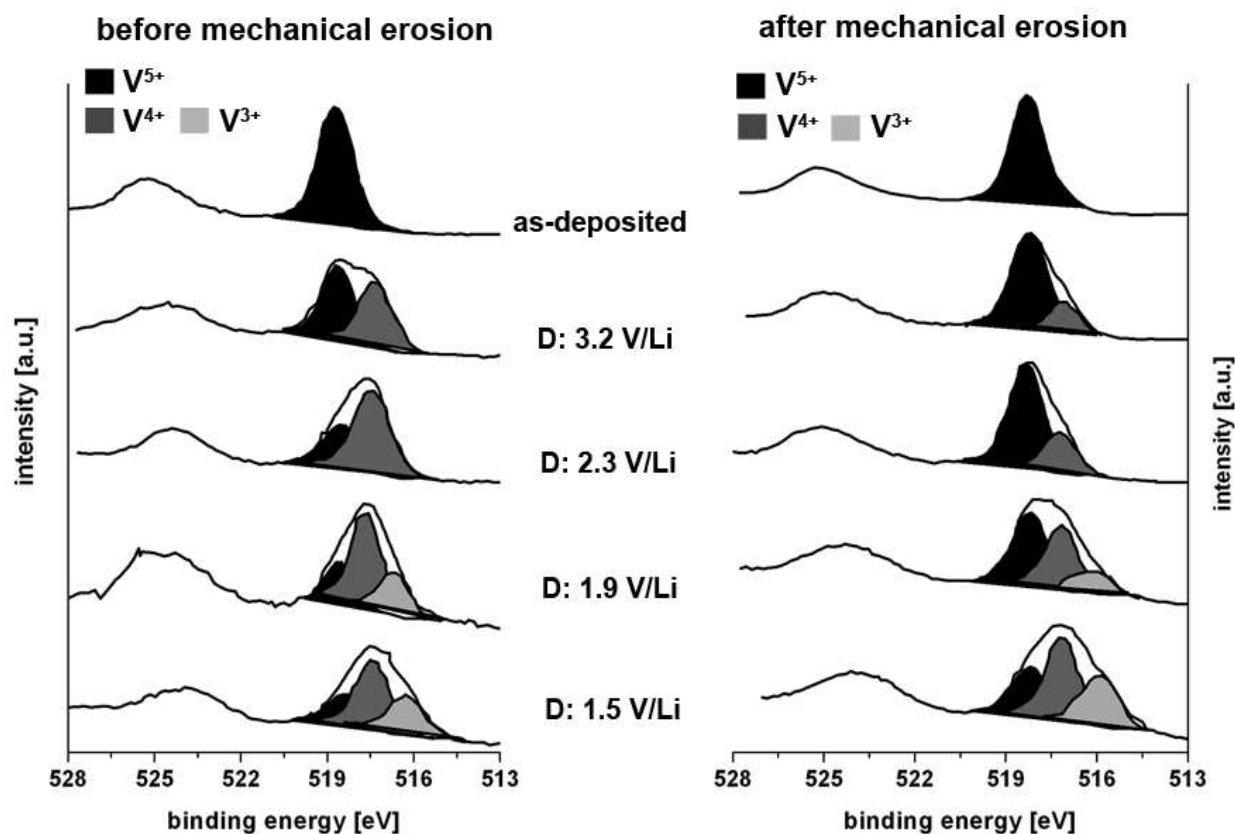 before mechanical erosion
V5+
V4+ V3+
after mechanical erosion
V5+
V4+ V3+
as-deposited
D: 3.2 V/Li
D: 2.3 V/Li
D: 1.9 V/Li
D: 1.5 V/Li
intensity [a.u.]
intensity [a.u.]
528 525 522 519 516 513
binding energy [eV]
528 525 522 519 516 513
binding energy [eV]